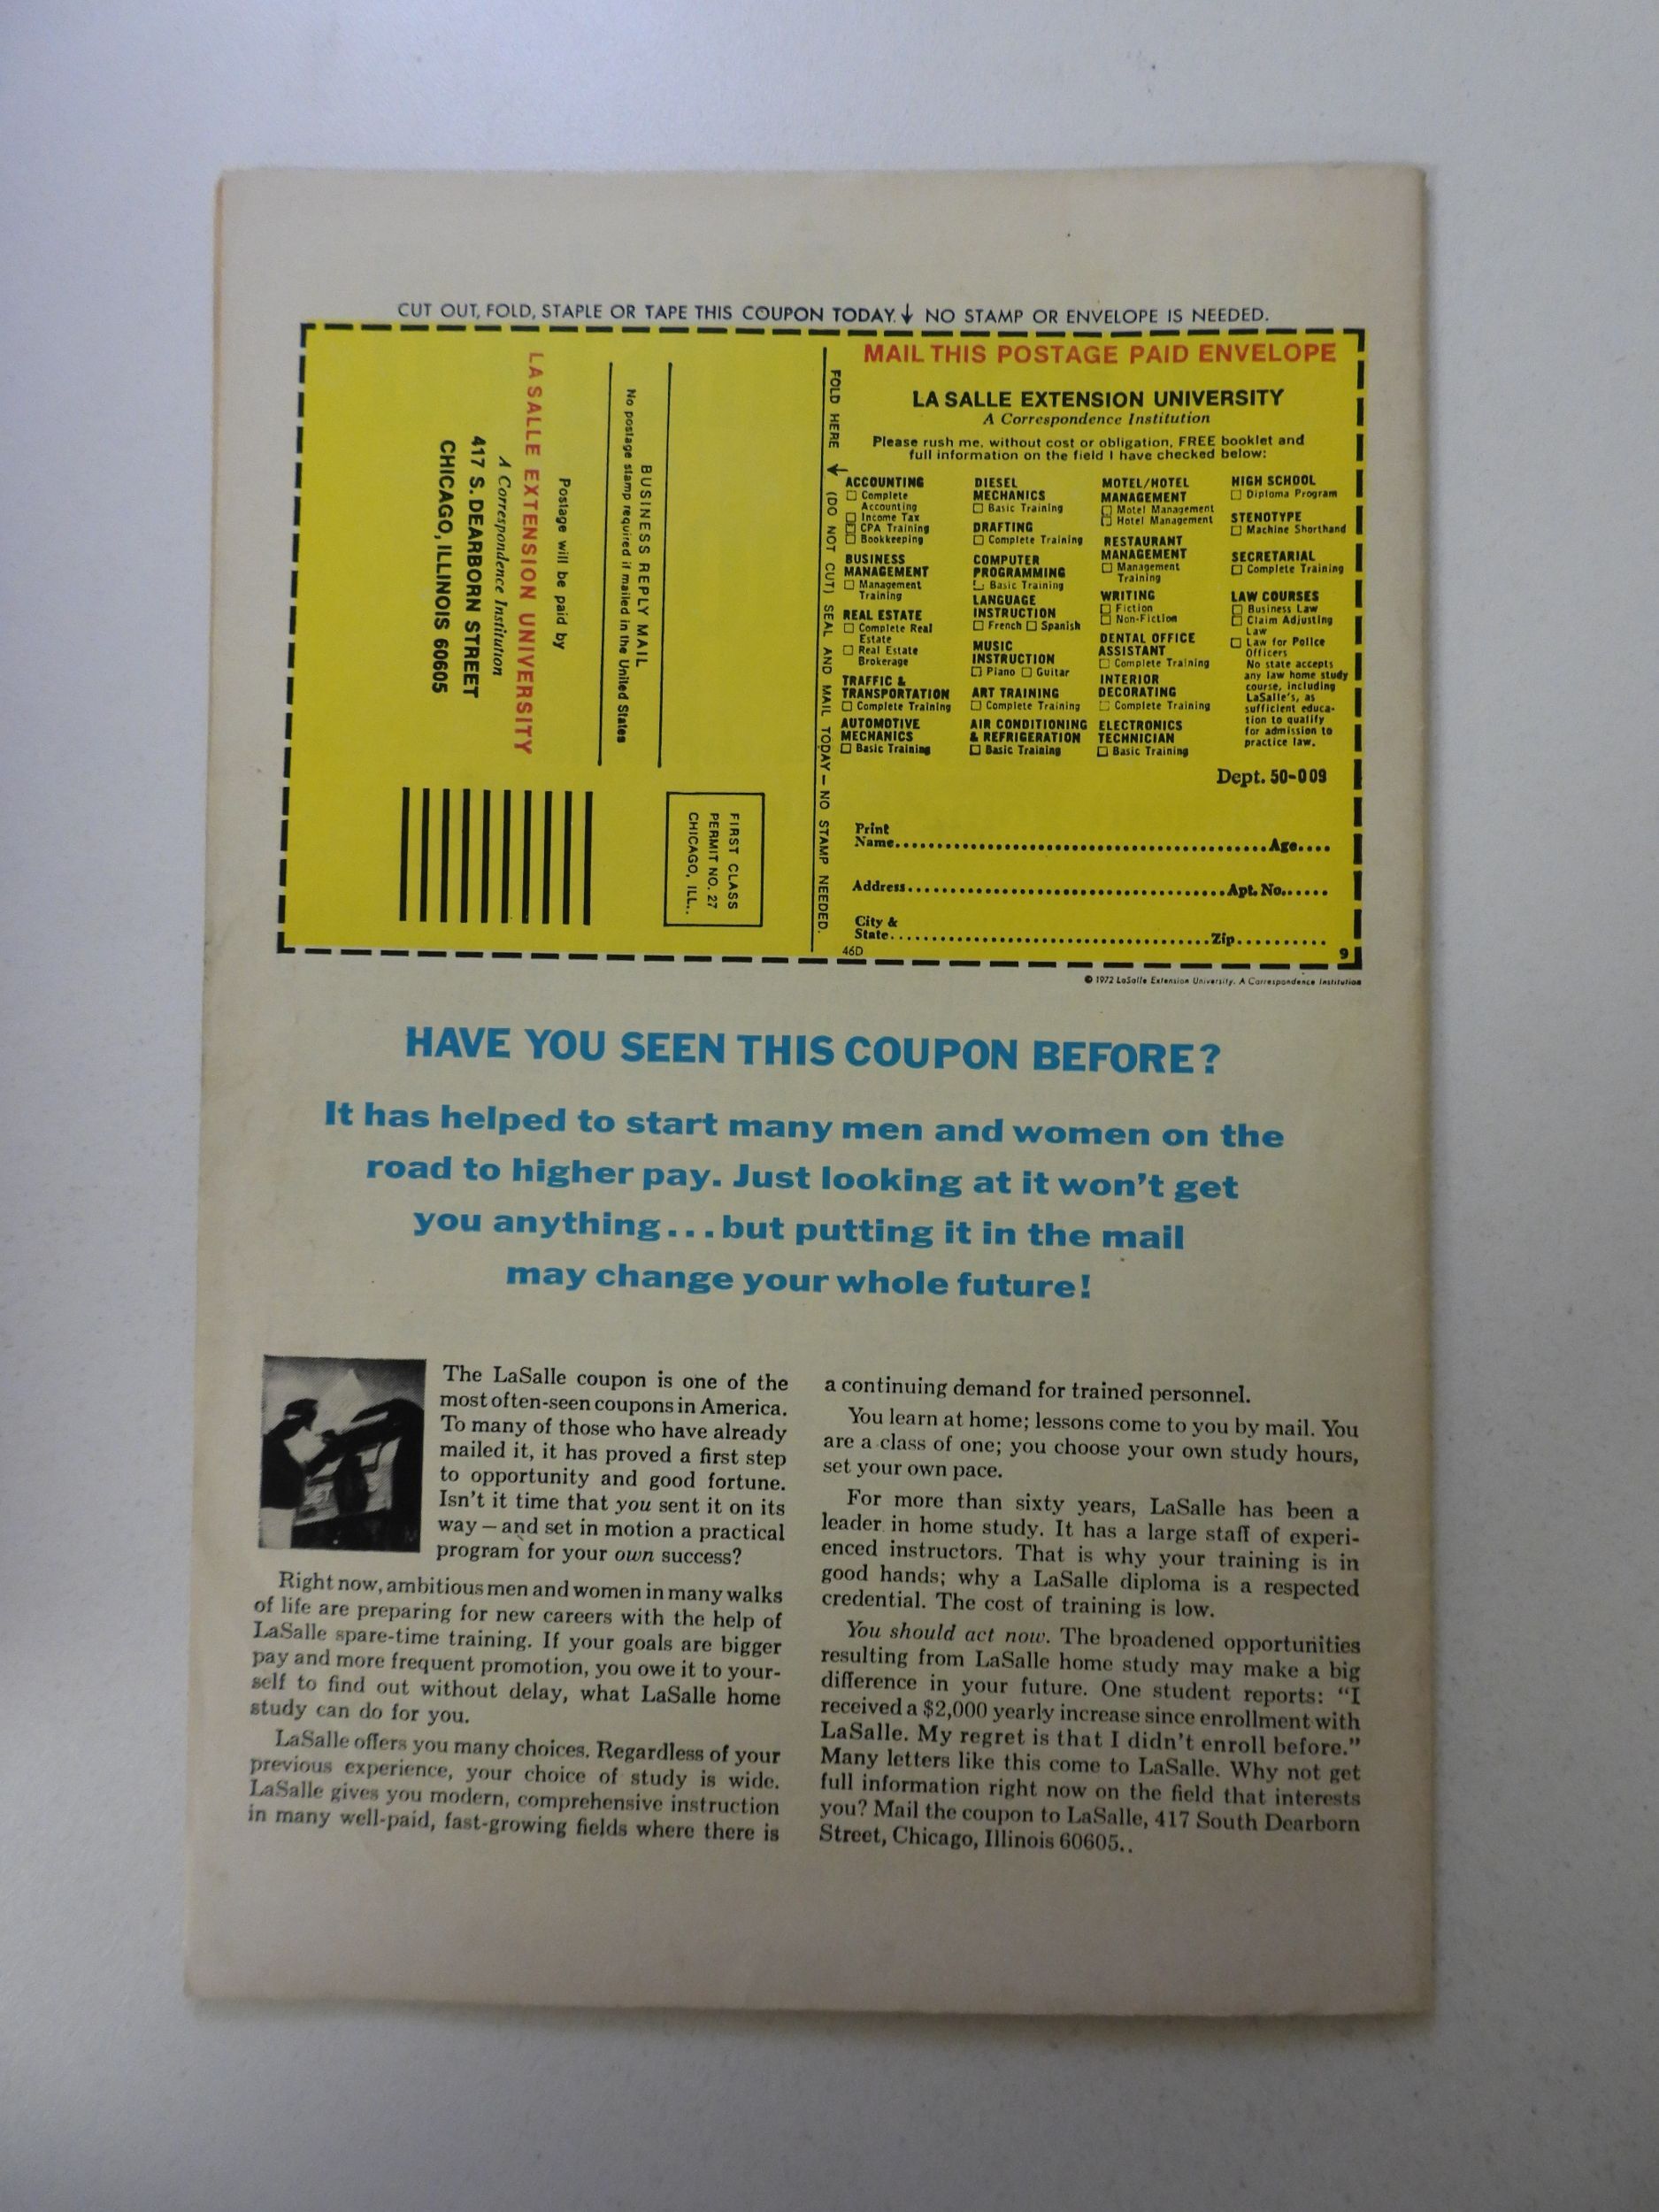 CUT OUT, FOLD, STAPLE OR TAPE THIS COUPON TODAY. ↓ NO STAMP OR ENVELOPE IS NEEDED.
LA SALLE EXTENSION UNIVERSITY
A Correspondence Institution
417 S. DEARBORN STREET
CHICAGO, ILLINOIS 60605
Postage will be paid by
No postage stamp required if mailed in the United States
BUSINESS REPLY MAIL
FIRST CLASS
PERMIT NO. 27
CHICAGO, ILL..
FOLD HERE ↓ (DO NOT CUT) SEAL AND MAIL TODAY — NO STAMP NEEDED.
MAIL THIS POSTAGE PAID ENVELOPE
LA SALLE EXTENSION UNIVERSITY
A Correspondence Institution
Please rush me, without cost or obligation, FREE booklet and
full information on the field I have checked below:
ACCOUNTING
☐ Complete
Accounting
☐ Income Tax
☐ CPA Training
☐ Bookkeeping
BUSINESS
MANAGEMENT
☐ Management
Training
REAL ESTATE
☐ Complete Real
Estate
☐ Real Estate
Brokerage
TRAFFIC &
TRANSPORTATION
☐ Complete Training
AUTOMOTIVE
MECHANICS
☐ Basic Training
DIESEL
MECHANICS
☐ Basic Training
DRAFTING
☐ Complete Training
COMPUTER
PROGRAMMING
☐ Basic Training
LANGUAGE
INSTRUCTION
☐ French ☐ Spanish
MUSIC
INSTRUCTION
☐ Piano ☐ Guitar
ART TRAINING
☐ Complete Training
AIR CONDITIONING
& REFRIGERATION
☐ Basic Training
MOTEL/HOTEL
MANAGEMENT
☐ Motel Management
☐ Hotel Management
RESTAURANT
MANAGEMENT
☐ Management
Training
WRITING
☐ Fiction
☐ Non-Fiction
DENTAL OFFICE
ASSISTANT
☐ Complete Training
INTERIOR
DECORATING
☐ Complete Training
ELECTRONICS
TECHNICIAN
☐ Basic Training
HIGH SCHOOL
☐ Diploma Program
STENOTYPE
☐ Machine Shorthand
SECRETARIAL
☐ Complete Training
LAW COURSES
☐ Business Law
☐ Claim Adjusting
Law
☐ Law for Police
Officers
No state accepts
any law home study
course, including
LaSalle's, as
sufficient educa-
tion to qualify
for admission to
practice law.
Dept. 50-009
Print
Name.....Age....
Address.....Apt. No......
City &
State.....Zip..........
46D 9
© 1972 LaSalle Extension University. A Correspondence Institution
HAVE YOU SEEN THIS COUPON BEFORE?
It has helped to start many men and women on the
road to higher pay. Just looking at it won't get
you anything...but putting it in the mail
may change your whole future!
The LaSalle coupon is one of the
most often-seen coupons in America.
To many of those who have already
mailed it, it has proved a first step
to opportunity and good fortune.
Isn't it time that you sent it on its
way—and set in motion a practical
program for your own success?
Right now, ambitious men and women in many walks
of life are preparing for new careers with the help of
LaSalle spare-time training. If your goals are bigger
pay and more frequent promotion, you owe it to your-
self to find out without delay, what LaSalle home
study can do for you.
LaSalle offers you many choices. Regardless of your
previous experience, your choice of study is wide.
LaSalle gives you modern, comprehensive instruction
in many well-paid, fast-growing fields where there is
a continuing demand for trained personnel.
You learn at home; lessons come to you by mail. You
are a class of one; you choose your own study hours,
set your own pace.
For more than sixty years, LaSalle has been a
leader in home study. It has a large staff of experi-
enced instructors. That is why your training is in
good hands; why a LaSalle diploma is a respected
credential. The cost of training is low.
You should act now. The broadened opportunities
resulting from LaSalle home study may make a big
difference in your future. One student reports: "I
received a $2,000 yearly increase since enrollment with
LaSalle. My regret is that I didn't enroll before."
Many letters like this come to LaSalle. Why not get
full information right now on the field that interests
you? Mail the coupon to LaSalle, 417 South Dearborn
Street, Chicago, Illinois 60605..